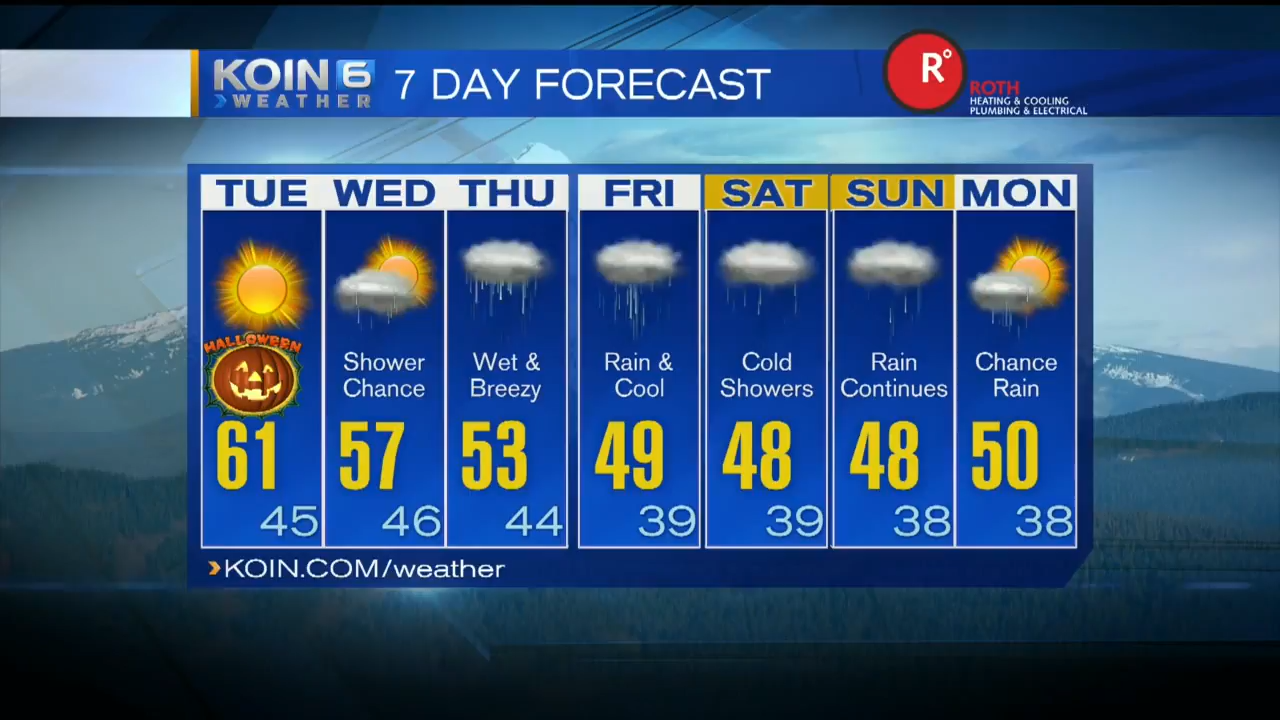 KOIN 6
WEATHER
7 DAY FORECAST
R°
ROTH
HEATING & COOLING
PLUMBING & ELECTRICAL
TUE WED THU FRI SAT SUN MON
HALLOWEEN
Shower Chance
Wet & Breezy
Rain & Cool
Cold Showers
Rain Continues
Chance Rain
61 57 53 49 48 48 50
45 46 44 39 39 38 38
KOIN.COM/weather